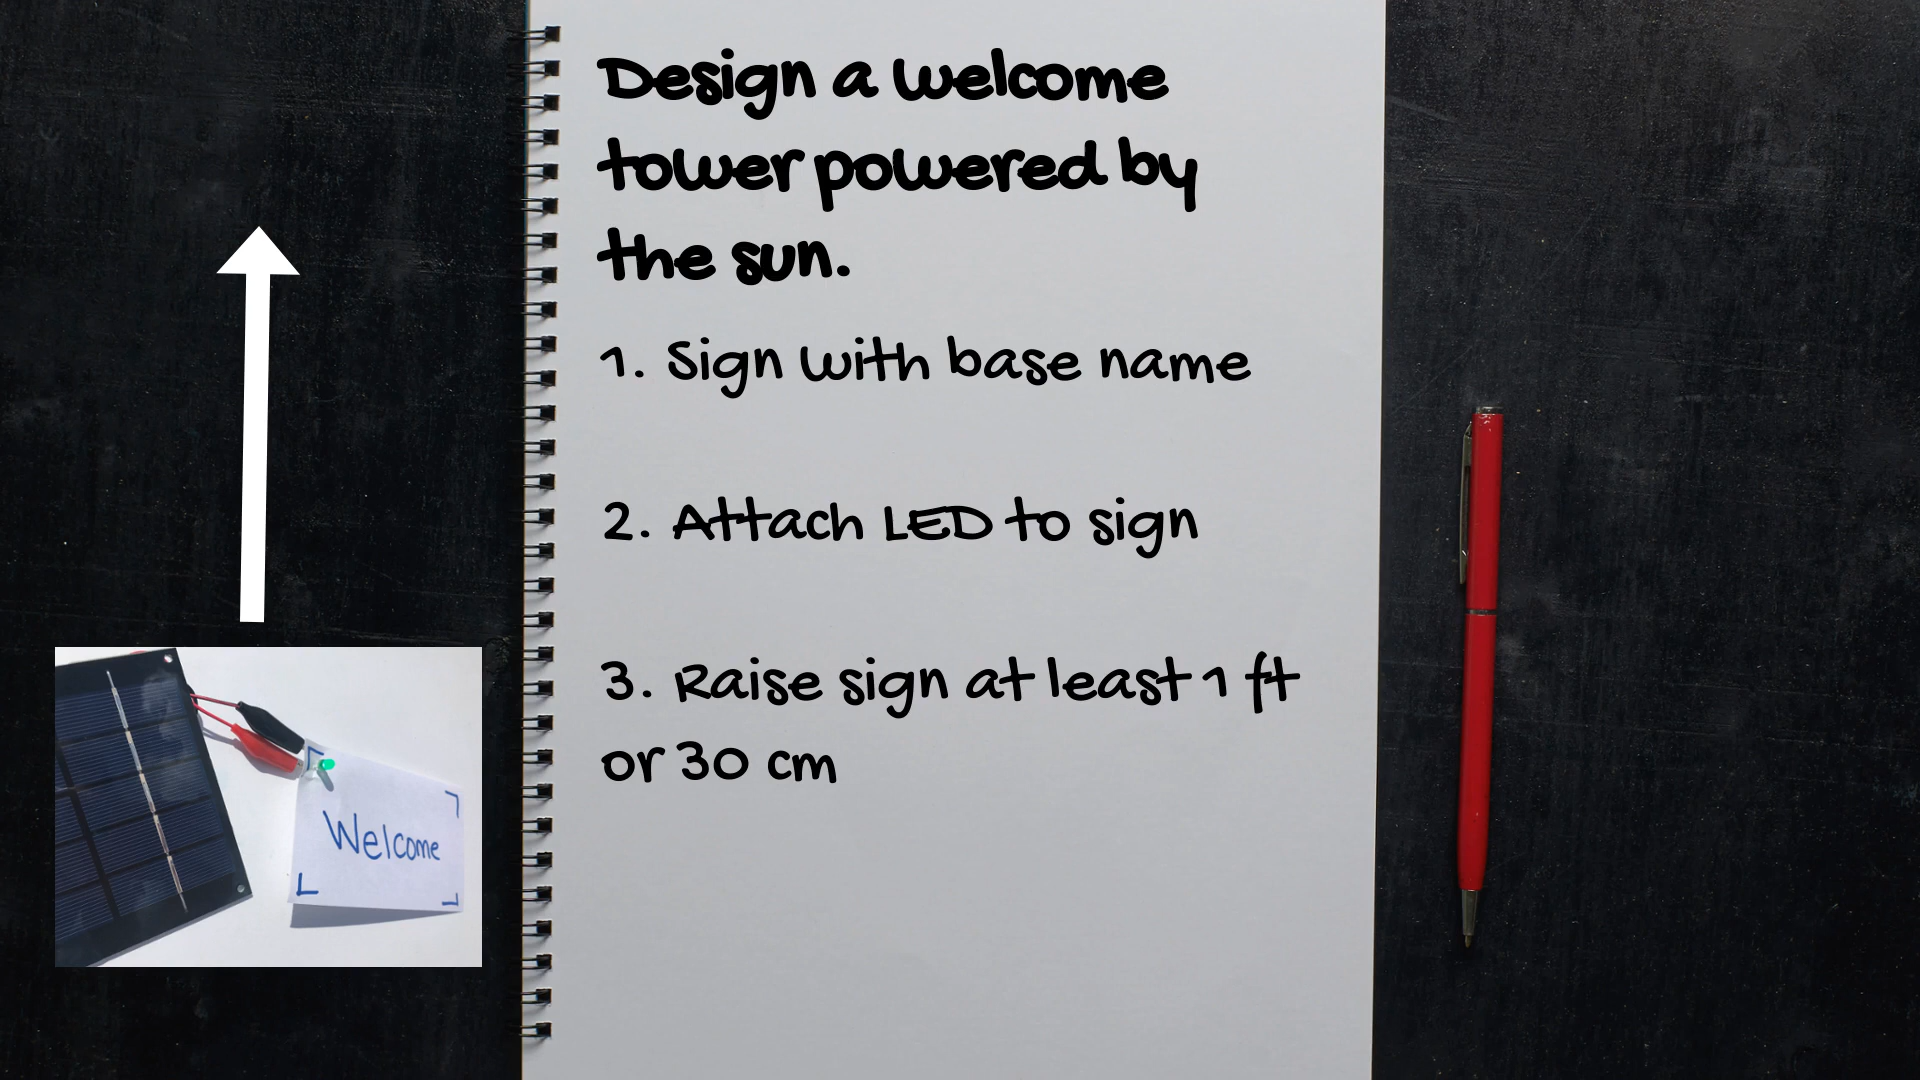 Design a welcome
tower powered by
the sun.
1. Sign with base name
2. Attach LED to sign
3. Raise sign at least 1 ft
or 30 cm
Welcome